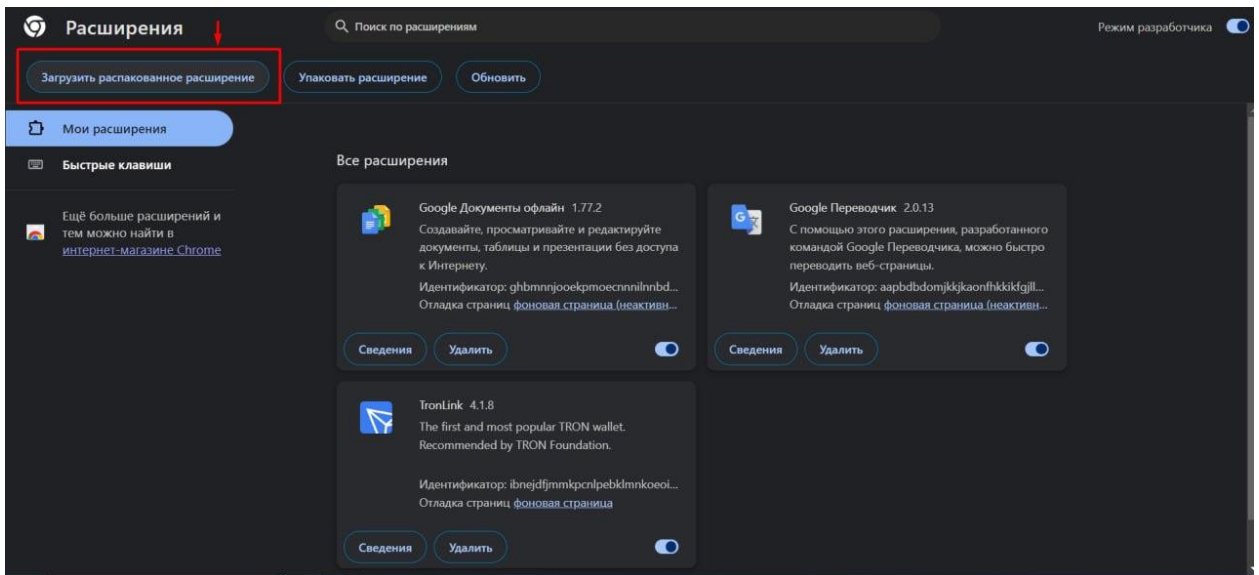 Расширения
Поиск по расширениям
Режим разработчика
Загрузить распакованное расширение
Упаковать расширение
Обновить
Мои расширения
Быстрые клавиши
Ещё больше расширений и
тем можно найти в
интернет-магазине Chrome
Все расширения
Google Документы офлайн 1.77.2
Создавайте, просматривайте и редактируйте
документы, таблицы и презентации без доступа
к Интернету.
Идентификатор: ghbmnnjooekpmoecnnnilnnbd...
Отладка страниц фоновая страница (неактивн...
Сведения
Удалить
Google Переводчик 2.0.13
С помощью этого расширения, разработанного
командой Google Переводчика, можно быстро
переводить веб-страницы.
Идентификатор: aapbdbdomjkkjkaonfhkkikfgjll...
Отладка страниц фоновая страница (неактивн...
Сведения
Удалить
TronLink 4.1.8
The first and most popular TRON wallet.
Recommended by TRON Foundation.
Идентификатор: ibnejdfjmmkpcnlpebklmnkoeoi...
Отладка страниц фоновая страница
Сведения
Удалить